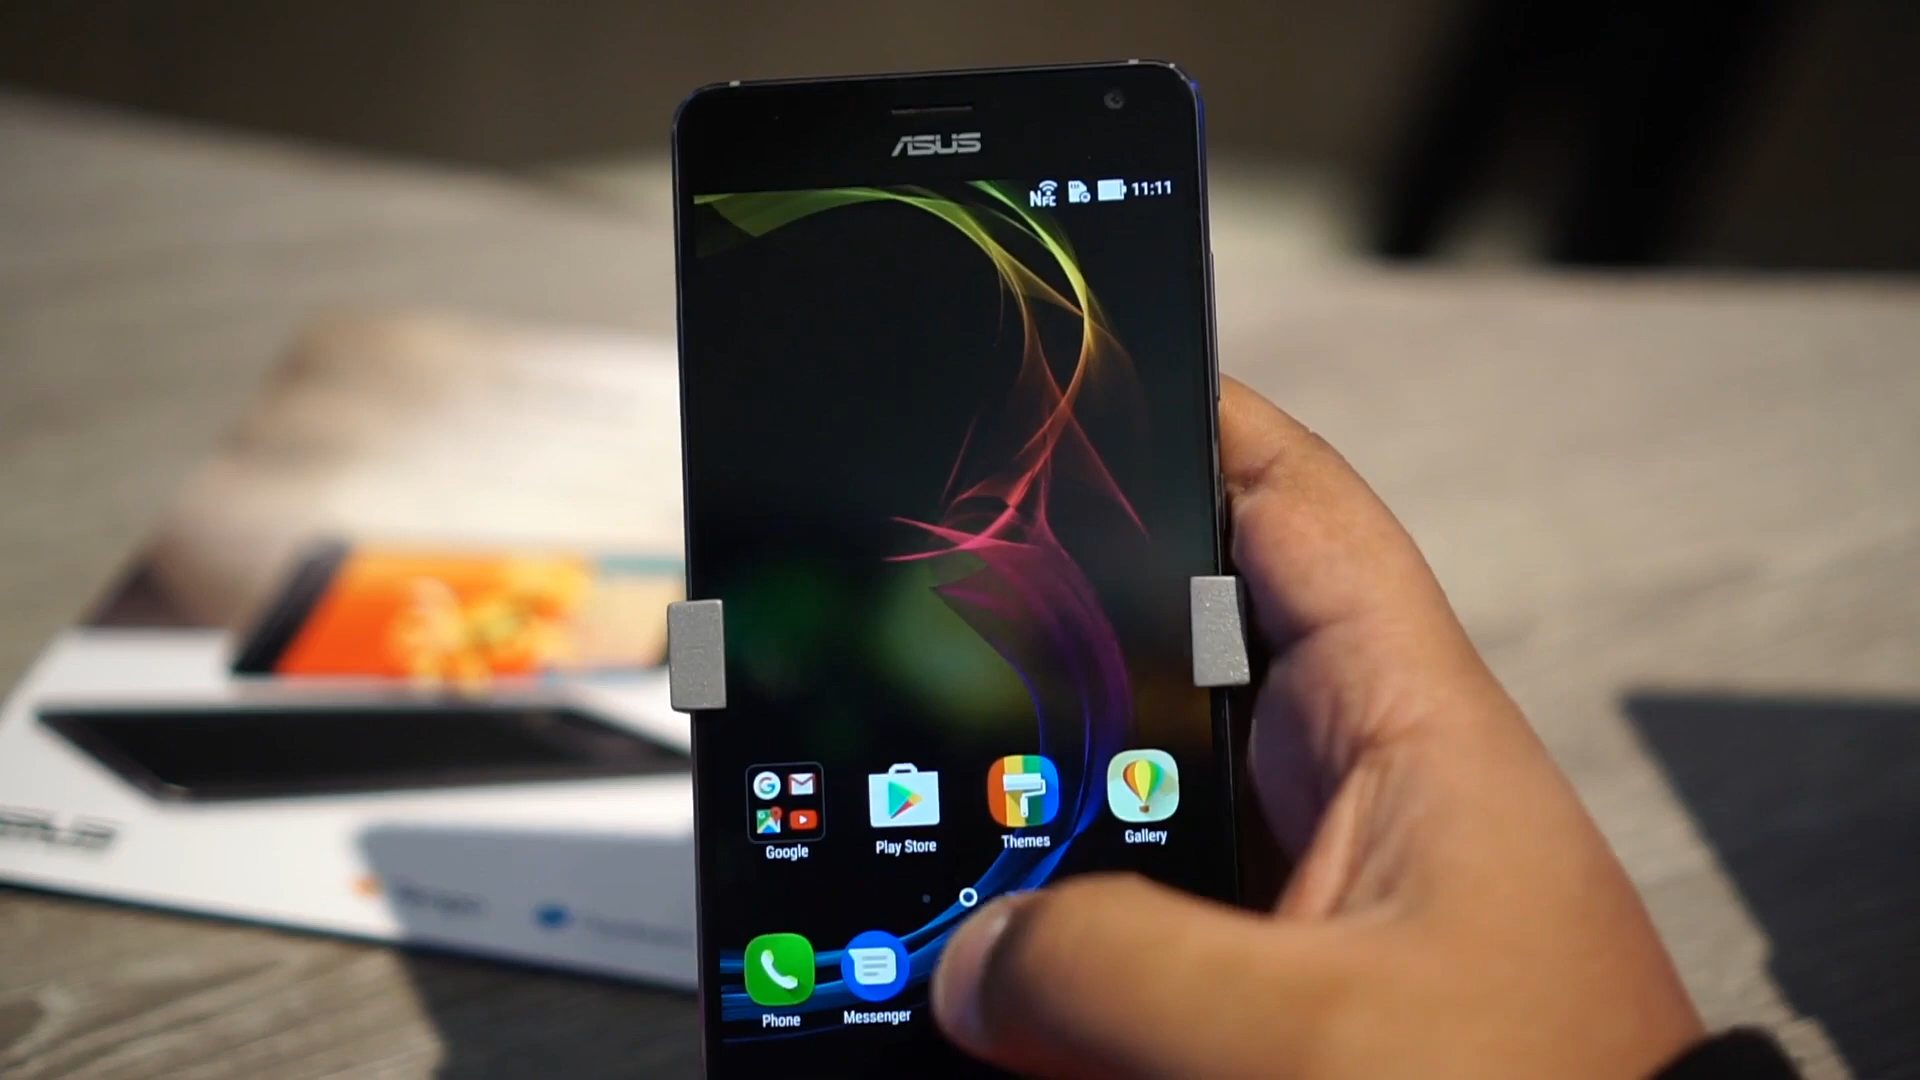 ASUS
NFC 11:11
Google Play Store Themes Gallery
Phone Messenger